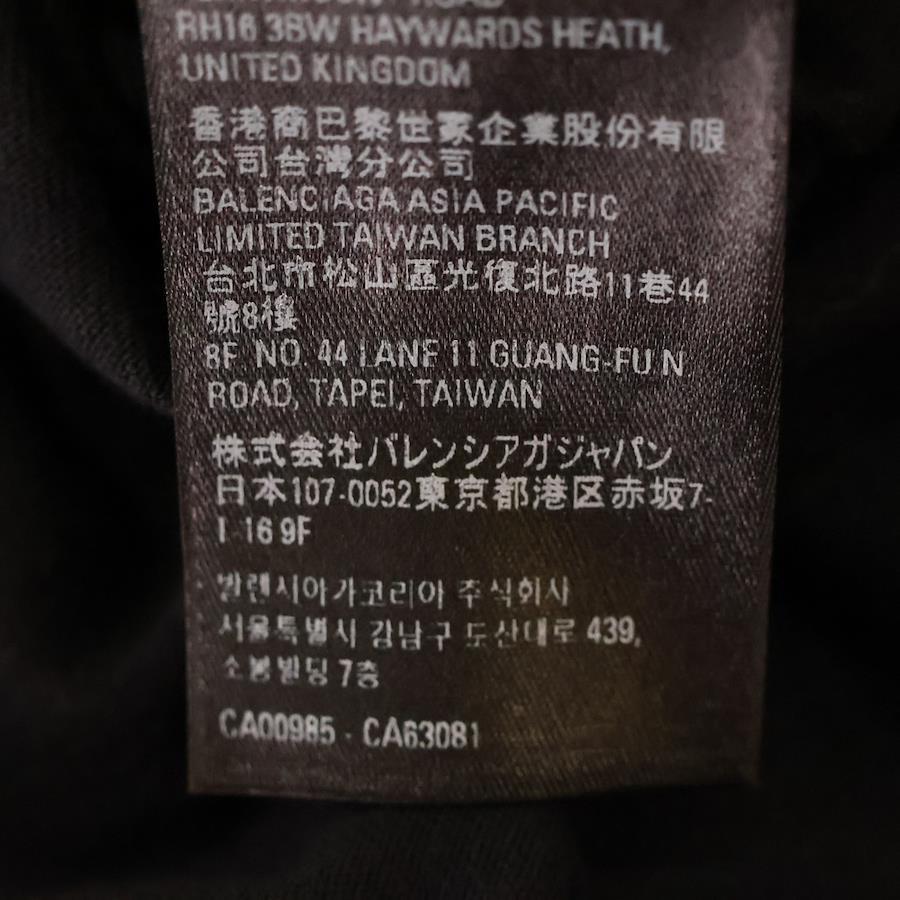 ROAD
RH16 3BW HAYWARDS HEATH,
UNITED KINGDOM
香港商巴黎世家企業股份有限
公司台灣分公司
BALENCIAGA ASIA PACIFIC
LIMITED TAIWAN BRANCH
台北市松山區光復北路11巷44
號8樓
8F. NO. 44 LANE 11 GUANG-FU N
ROAD, TAPEI, TAIWAN
株式会社バレンシアガジャパン
日本107-0052東京都港区赤坂7-
1-16 9F
발렌시아가코리아 주식회사
서울특별시 강남구 도산대로 439,
소봉빌딩 7층
CA00985 - CA63081